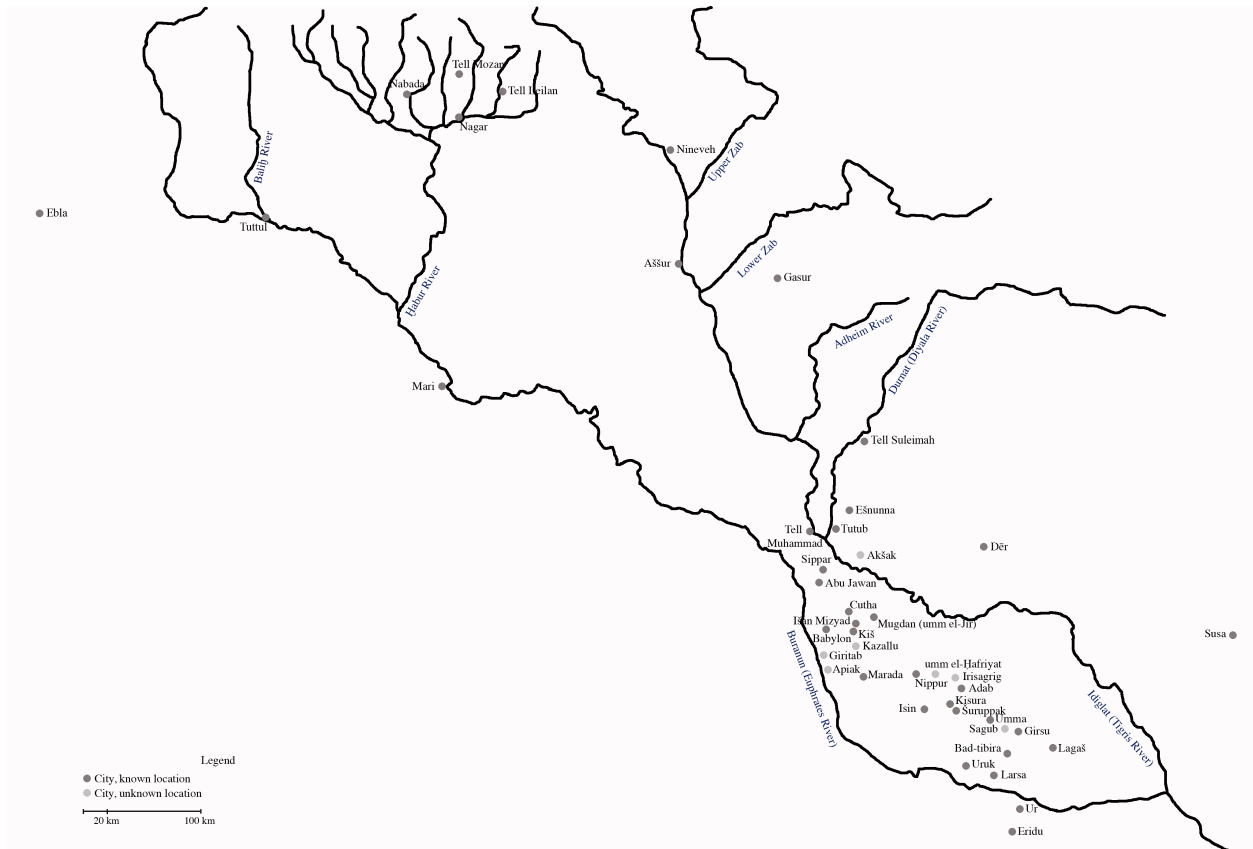 Tell Mozan
Nabada
Tell Leilan
Nagar
Nineveh
Baliḫ River
Upper Zab
Ebla
Tuttul
Aššur
Lower Zab
Gasur
Ḫabur River
Adheim River
Durnat (Diyala River)
Mari
Tell Suleimah
Ešnunna
Tell
Muhammad
Tutub
Akšak
Dēr
Sippar
Abu Jawan
Cutha
Išan Mizyad
Mugdan (umm el-Jir)
Babylon
Kiš
Susa
Kazallu
Giritab
Apiak
Marada
umm el-Ḥafriyat
Nippur
Irisagrig
Adab
Buranun (Euphrates River)
Isin
Kisura
Šuruppak
Umma
Sagub
Girsu
Idiglat (Tigris River)
Bad-tibira
Lagaš
Uruk
Larsa
Ur
Eridu
Legend
City, known location
City, unknown location
20 km
100 km